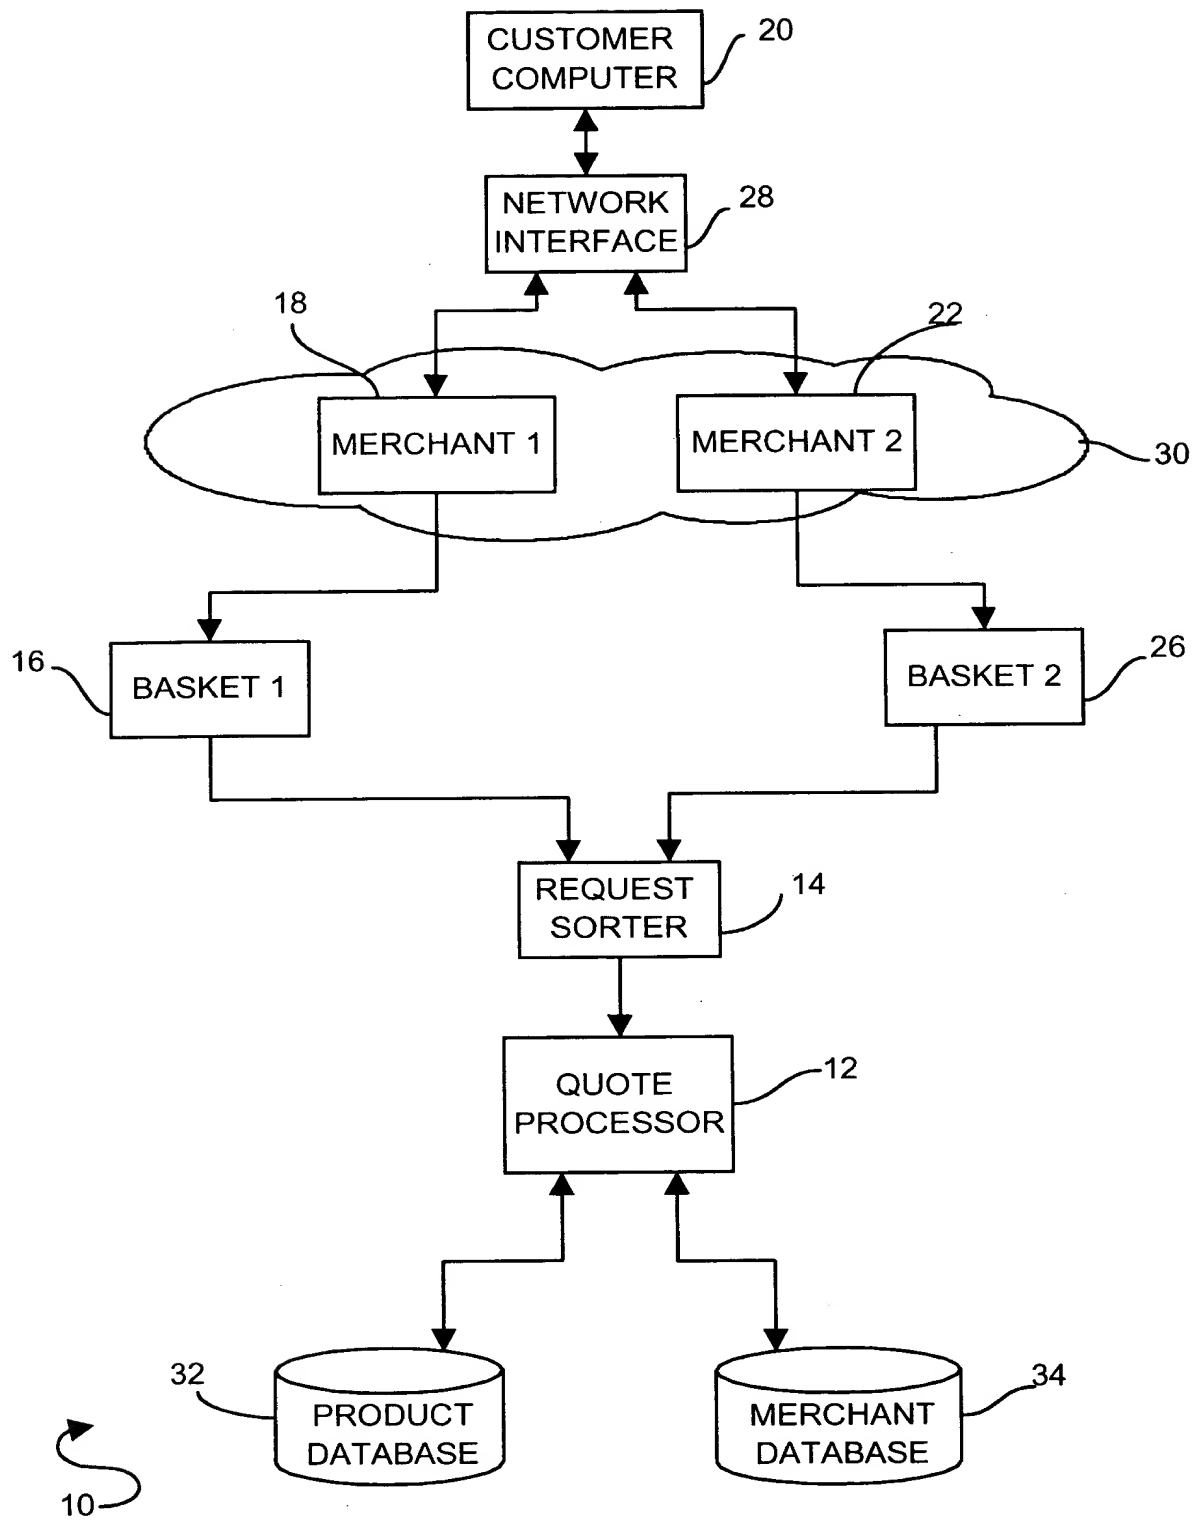 CUSTOMER
COMPUTER
20
NETWORK
INTERFACE
28
18
22
MERCHANT 1
MERCHANT 2
30
16
BASKET 1
BASKET 2
26
REQUEST
SORTER
14
QUOTE
PROCESSOR
12
32
PRODUCT
DATABASE
MERCHANT
DATABASE
34
10